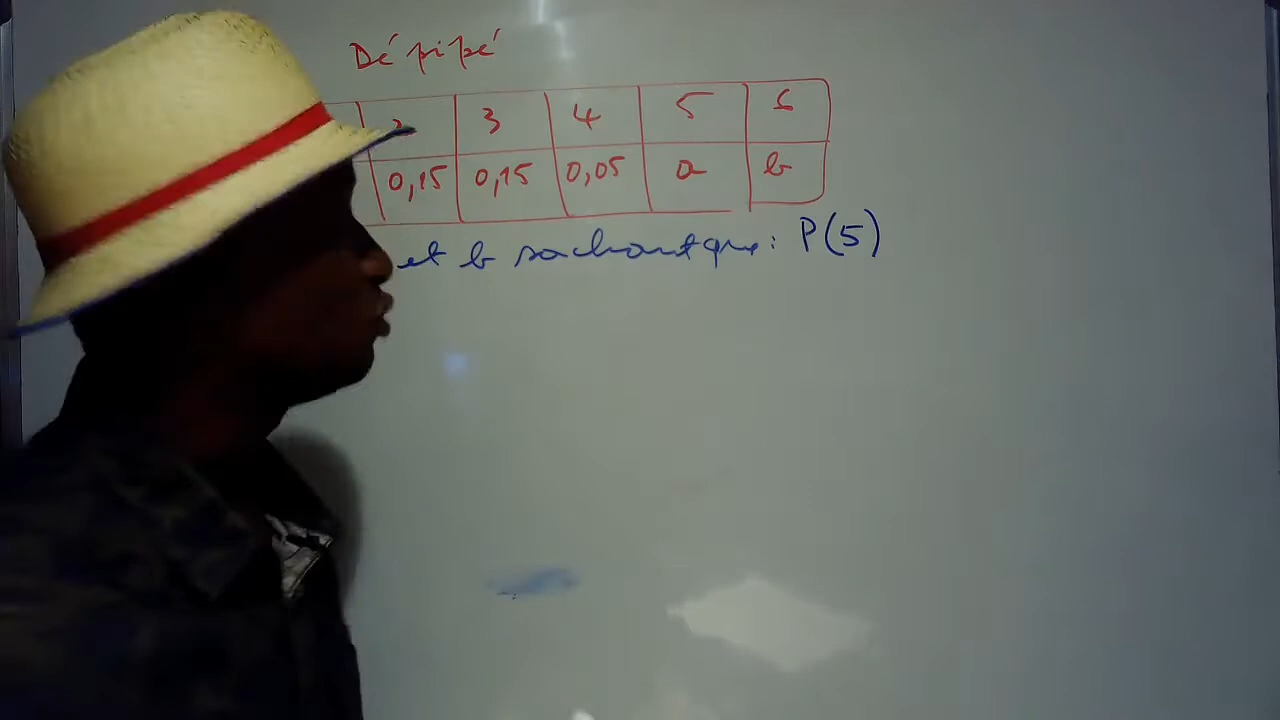 Dé pipé
3 4 5 6
0,15 0,15 0,05 a b
et b sachant que : P(5)